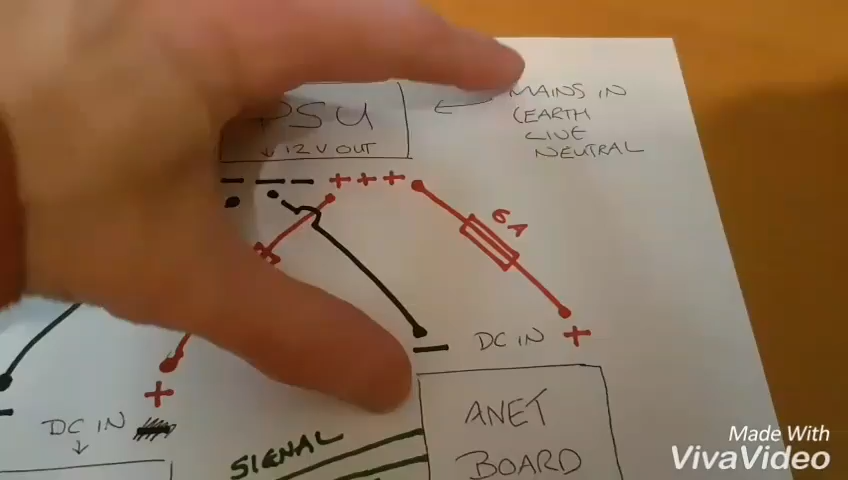 PSU
↓ 12V OUT
MAINS IN
(EARTH
LIVE
NEUTRAL
- - - + + +
6A
- DC IN +
+
- DC IN
↓
ANET
BOARD
SIGNAL
Made With
VivaVideo